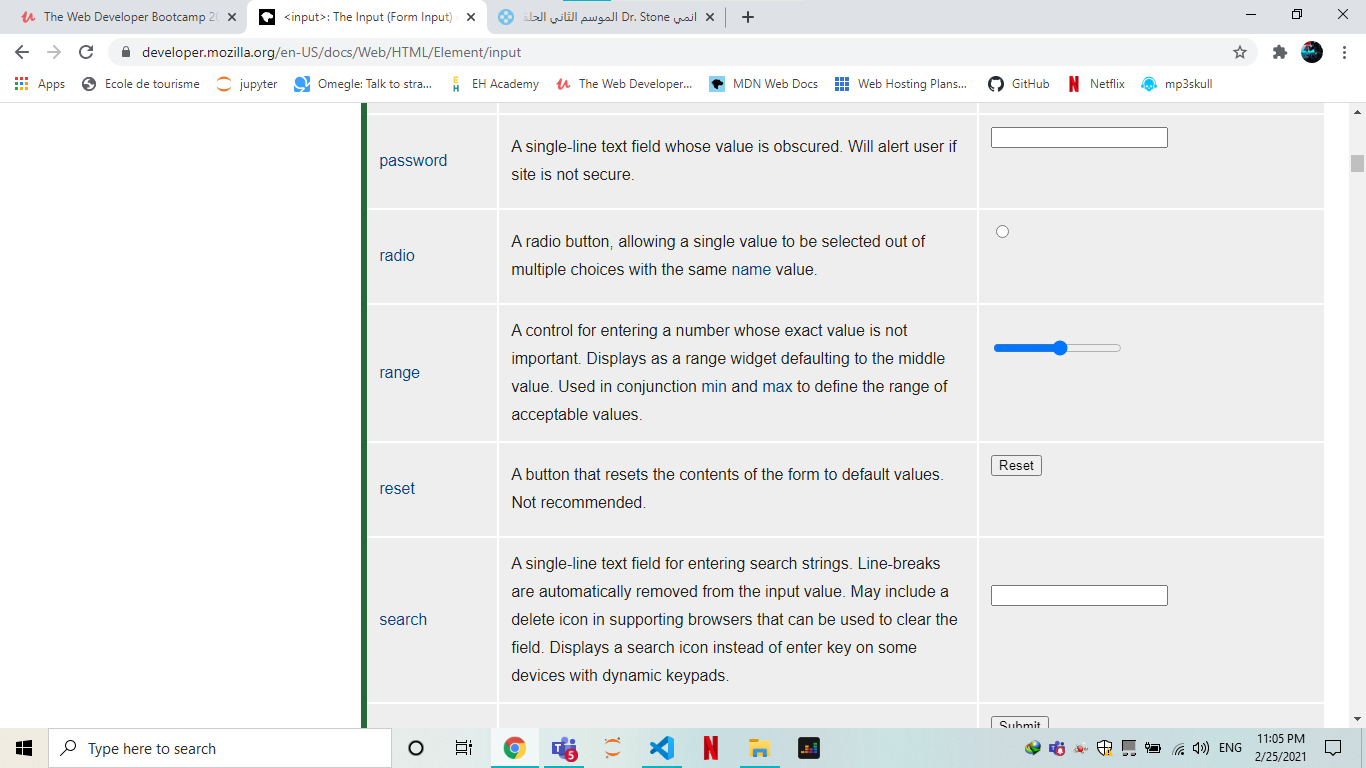 The Web Developer Bootcamp 20
<input>: The Input (Form Input)
انمي Dr. Stone الموسم الثاني الحلق
developer.mozilla.org/en-US/docs/Web/HTML/Element/input
Apps
Ecole de tourisme
jupyter
Omegle: Talk to stra...
EH Academy
The Web Developer...
MDN Web Docs
Web Hosting Plans...
GitHub
Netflix
mp3skull
password
A single-line text field whose value is obscured. Will alert user if
site is not secure.
radio
A radio button, allowing a single value to be selected out of
multiple choices with the same name value.
range
A control for entering a number whose exact value is not
important. Displays as a range widget defaulting to the middle
value. Used in conjunction min and max to define the range of
acceptable values.
reset
A button that resets the contents of the form to default values.
Not recommended.
Reset
search
A single-line text field for entering search strings. Line-breaks
are automatically removed from the input value. May include a
delete icon in supporting browsers that can be used to clear the
field. Displays a search icon instead of enter key on some
devices with dynamic keypads.
Submit
Type here to search
5
ENG
11:05 PM
2/25/2021